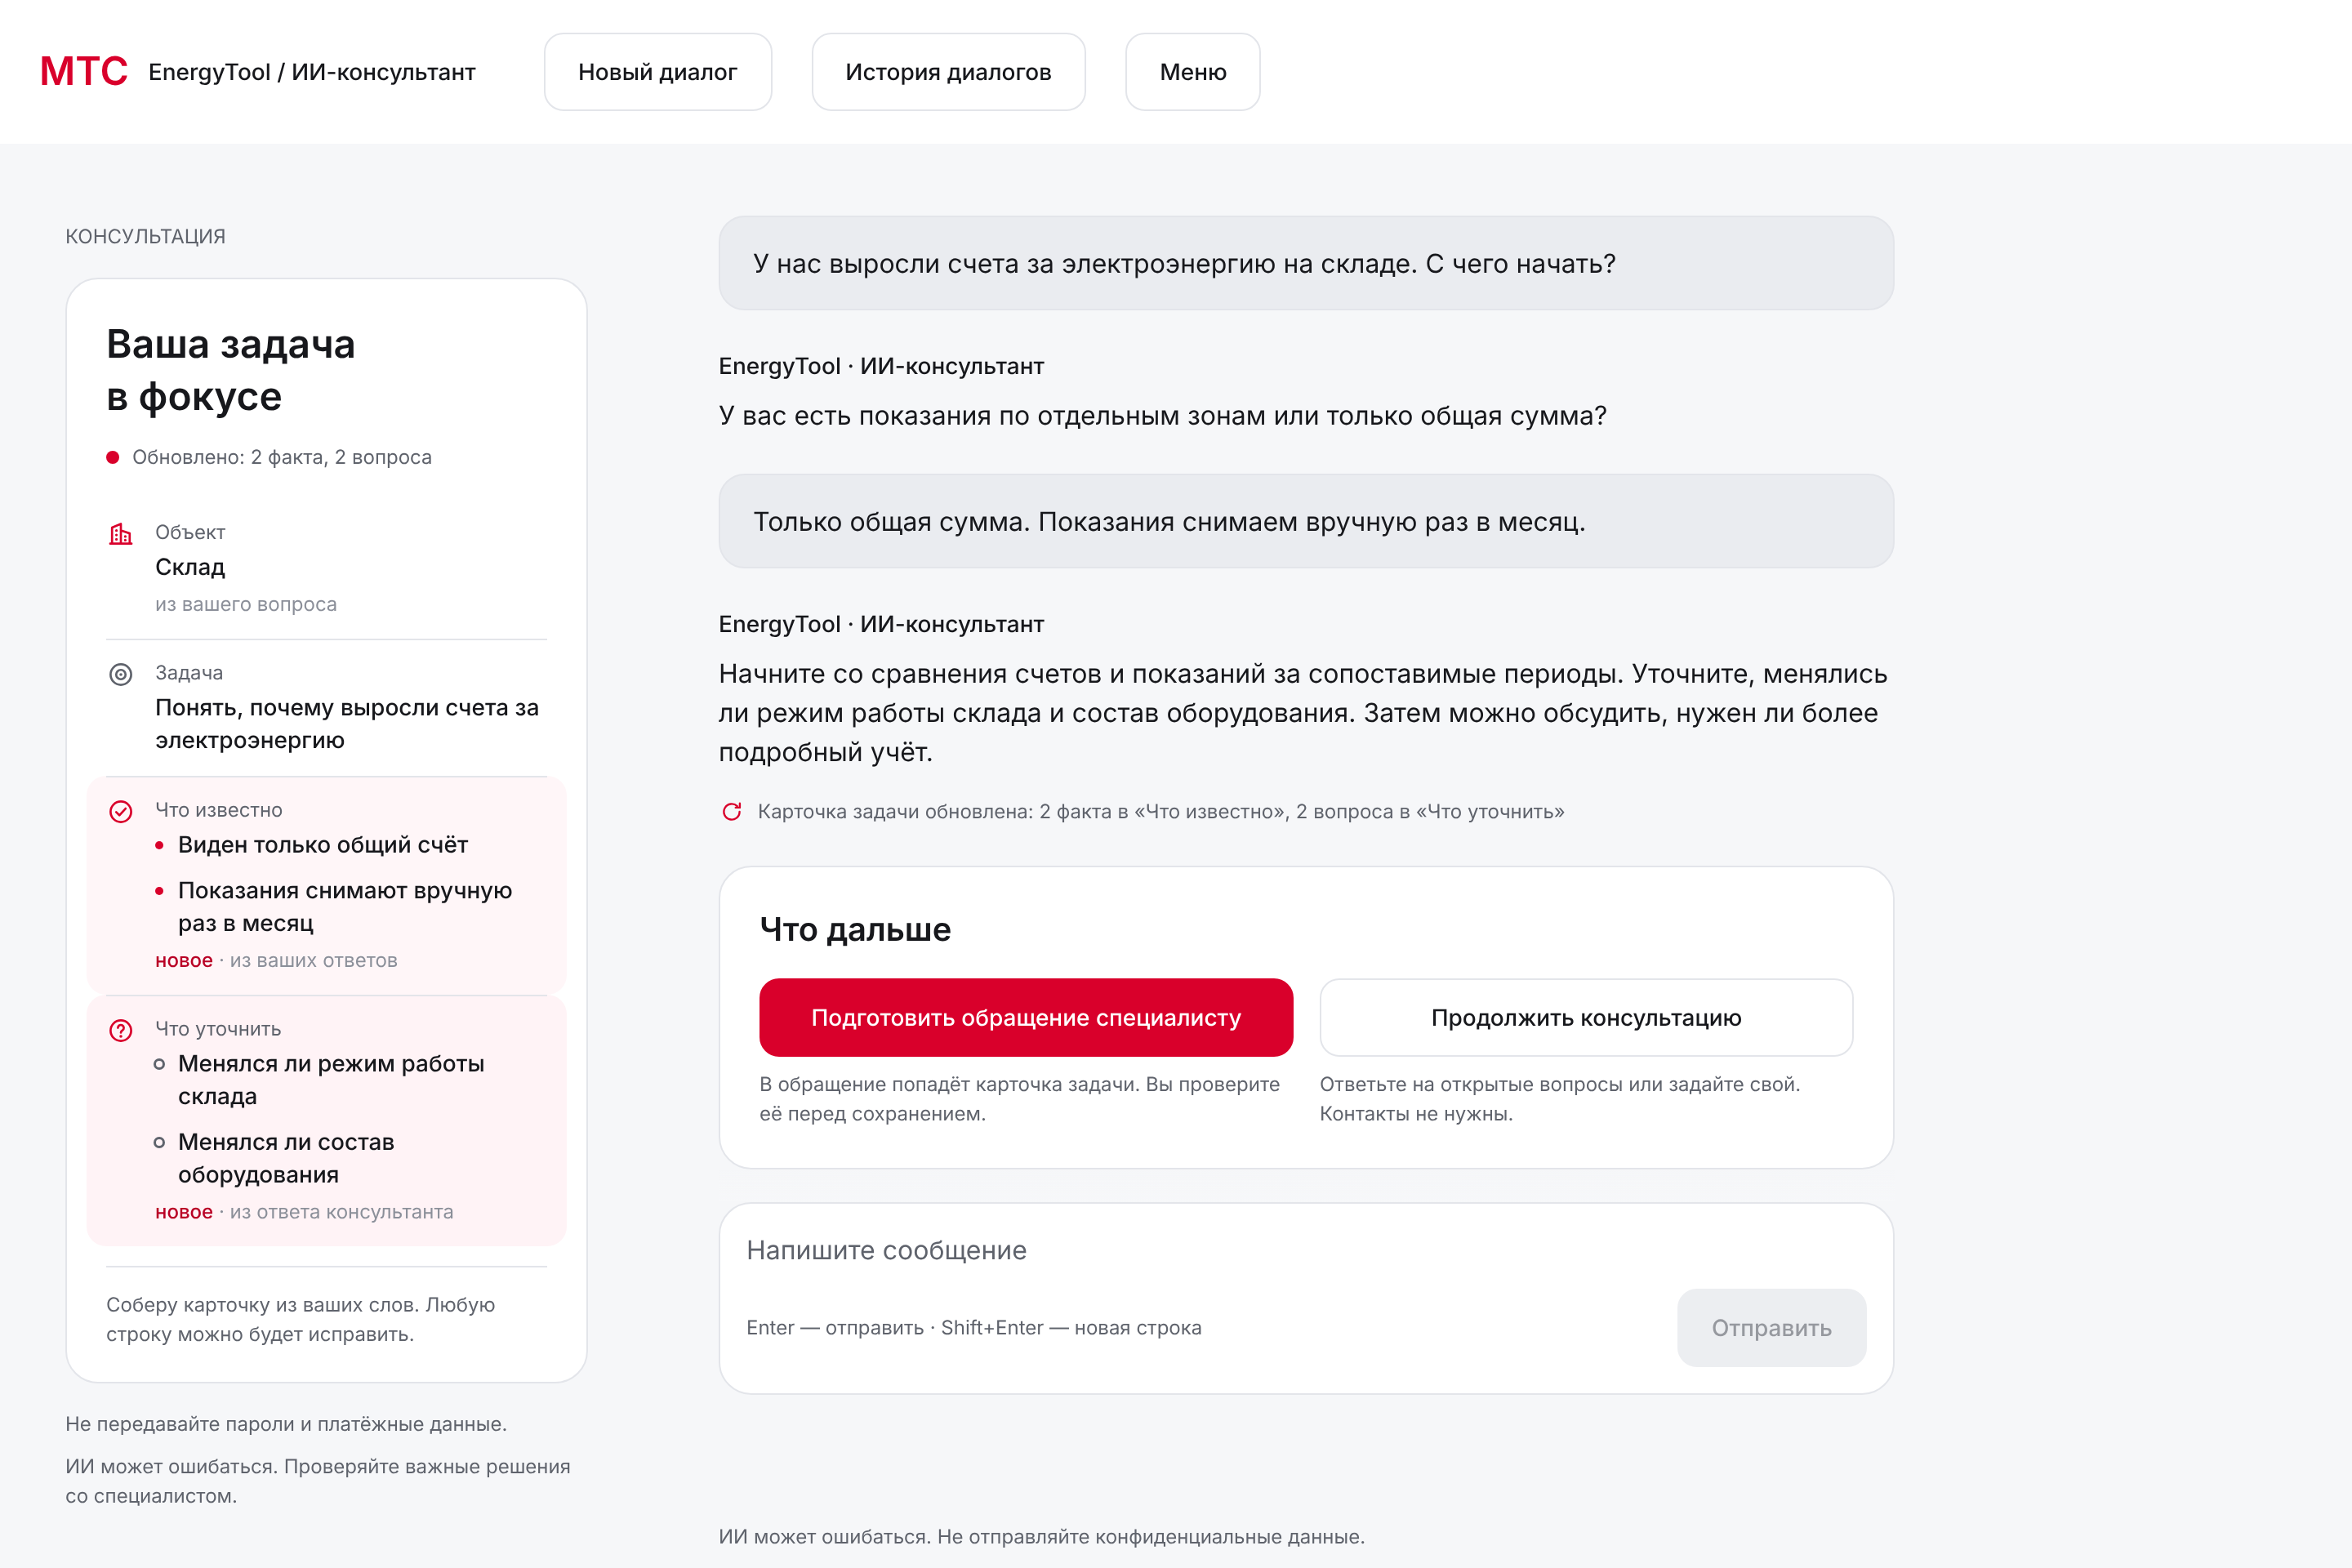 МТС EnergyTool / ИИ-консультант
Новый диалог
История диалогов
Меню
КОНСУЛЬТАЦИЯ
Ваша задача
в фокусе
Обновлено: 2 факта, 2 вопроса
Объект
Склад
из вашего вопроса
Задача
Понять, почему выросли счета за
электроэнергию
Что известно
Виден только общий счёт
Показания снимают вручную
раз в месяц
новое · из ваших ответов
Что уточнить
Менялся ли режим работы
склада
Менялся ли состав
оборудования
новое · из ответа консультанта
Соберу карточку из ваших слов. Любую
строку можно будет исправить.
Не передавайте пароли и платёжные данные.
ИИ может ошибаться. Проверяйте важные решения
со специалистом.
У нас выросли счета за электроэнергию на складе. С чего начать?
EnergyTool · ИИ-консультант
У вас есть показания по отдельным зонам или только общая сумма?
Только общая сумма. Показания снимаем вручную раз в месяц.
EnergyTool · ИИ-консультант
Начните со сравнения счетов и показаний за сопоставимые периоды. Уточните, менялись
ли режим работы склада и состав оборудования. Затем можно обсудить, нужен ли более
подробный учёт.
Карточка задачи обновлена: 2 факта в «Что известно», 2 вопроса в «Что уточнить»
Что дальше
Подготовить обращение специалисту
В обращение попадёт карточка задачи. Вы проверите
её перед сохранением.
Продолжить консультацию
Ответьте на открытые вопросы или задайте свой.
Контакты не нужны.
Напишите сообщение
Enter — отправить · Shift+Enter — новая строка
Отправить
ИИ может ошибаться. Не отправляйте конфиденциальные данные.